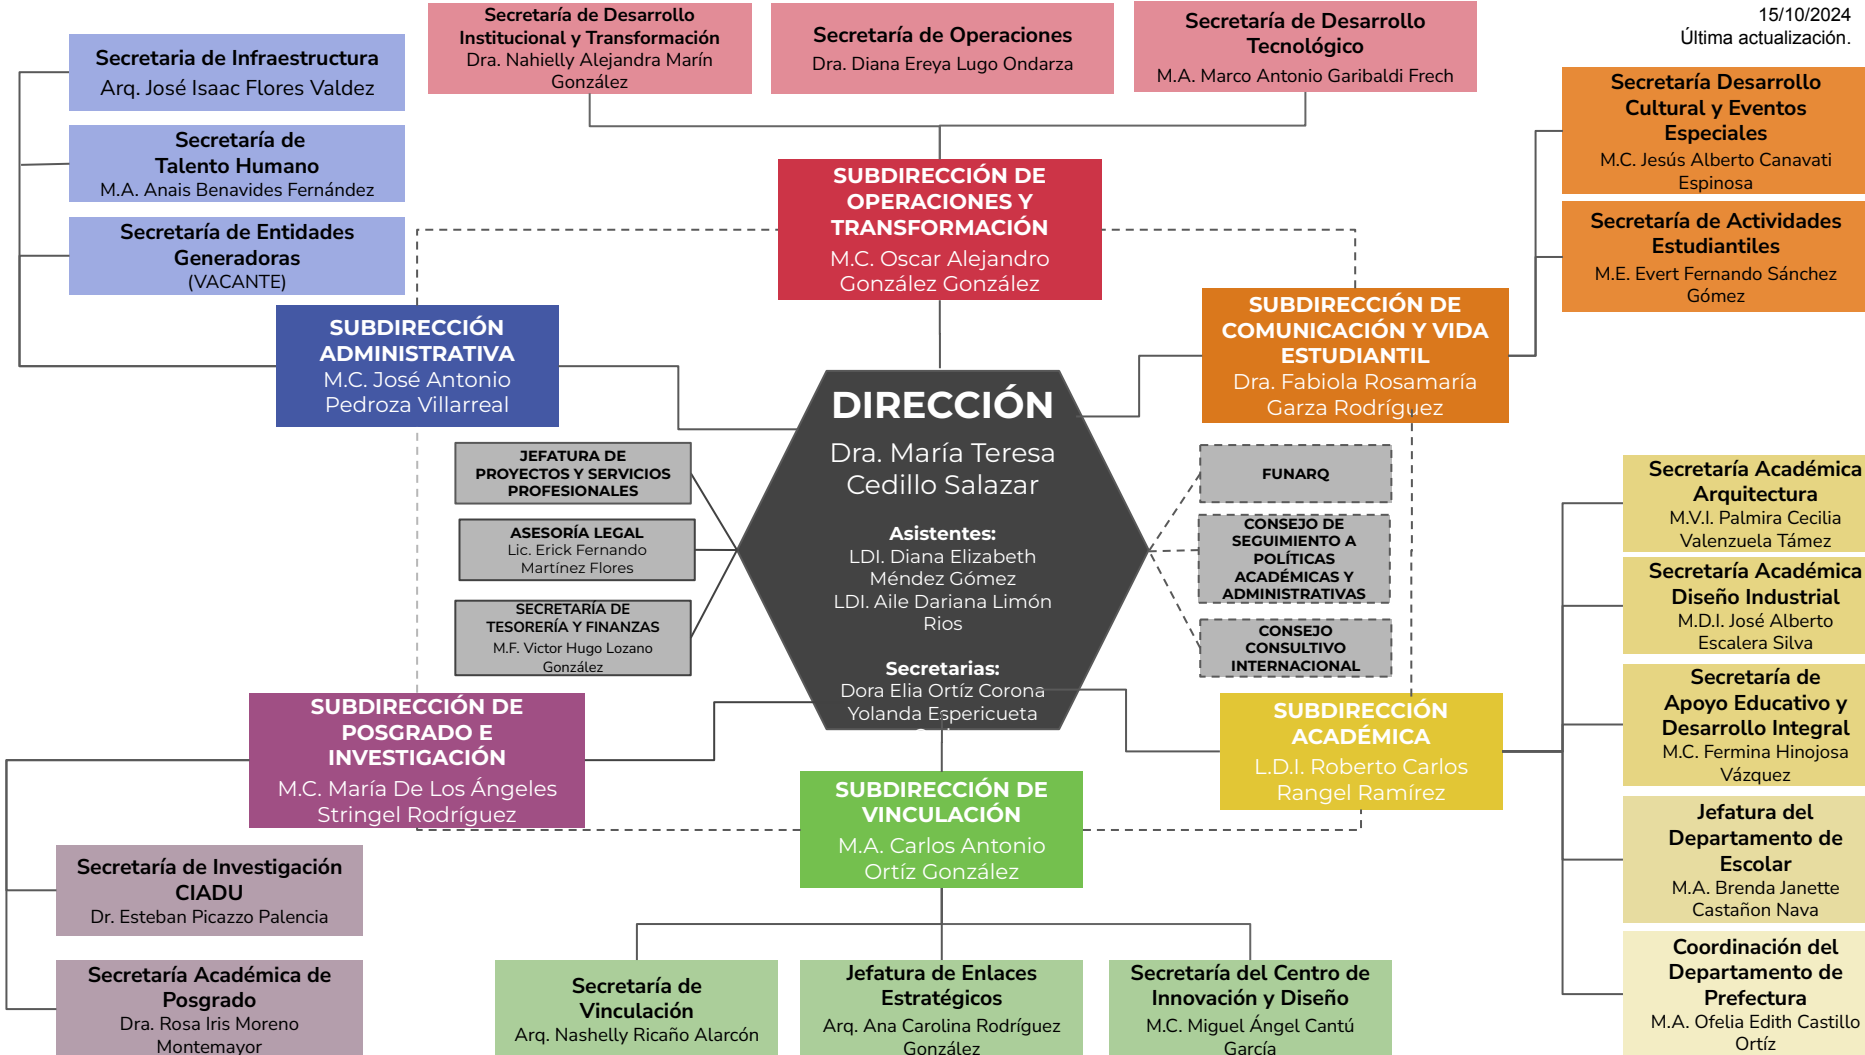 15/10/2024
Última actualización.
Secretaria de Infraestructura
Arq. José Isaac Flores Valdez
Secretaría de
Talento Humano
M.A. Anais Benavides Fernández
Secretaría de Entidades
Generadoras
(VACANTE)
Secretaría de Desarrollo
Institucional y Transformación
Dra. Nahielly Alejandra Marín
González
Secretaría de Operaciones
Dra. Diana Ereya Lugo Ondarza
Secretaría de Desarrollo
Tecnológico
M.A. Marco Antonio Garibaldi Frech
Secretaría Desarrollo
Cultural y Eventos
Especiales
M.C. Jesús Alberto Canavati
Espinosa
Secretaría de Actividades
Estudiantiles
M.E. Evert Fernando Sánchez
Gómez
SUBDIRECCIÓN DE
OPERACIONES Y
TRANSFORMACIÓN
M.C. Oscar Alejandro
González González
SUBDIRECCIÓN
ADMINISTRATIVA
M.C. José Antonio
Pedroza Villarreal
SUBDIRECCIÓN DE
COMUNICACIÓN Y VIDA
ESTUDIANTIL
Dra. Fabiola Rosamaría
Garza Rodríguez
DIRECCIÓN
Dra. María Teresa
Cedillo Salazar
Asistentes:
LDI. Diana Elizabeth
Méndez Gómez
LDI. Aile Dariana Limón
Rios
Secretarias:
Dora Elia Ortíz Corona
Yolanda Espericueta
JEFATURA DE
PROYECTOS Y SERVICIOS
PROFESIONALES
ASESORÍA LEGAL
Lic. Erick Fernando
Martínez Flores
SECRETARÍA DE
TESORERÍA Y FINANZAS
M.F. Victor Hugo Lozano
González
FUNARQ
CONSEJO DE
SEGUIMIENTO A
POLÍTICAS
ACADÉMICAS Y
ADMINISTRATIVAS
CONSEJO
CONSULTIVO
INTERNACIONAL
Secretaría Académica
Arquitectura
M.V.I. Palmira Cecilia
Valenzuela Támez
Secretaría Académica
Diseño Industrial
M.D.I. José Alberto
Escalera Silva
Secretaría de
Apoyo Educativo y
Desarrollo Integral
M.C. Fermina Hinojosa
Vázquez
Jefatura del
Departamento de
Escolar
M.A. Brenda Janette
Castañon Nava
Coordinación del
Departamento de
Prefectura
M.A. Ofelia Edith Castillo
Ortíz
SUBDIRECCIÓN DE
POSGRADO E
INVESTIGACIÓN
M.C. María De Los Ángeles
Stringel Rodríguez
SUBDIRECCIÓN DE
VINCULACIÓN
M.A. Carlos Antonio
Ortíz González
SUBDIRECCIÓN
ACADÉMICA
L.D.I. Roberto Carlos
Rangel Ramírez
Secretaría de Investigación
CIADU
Dr. Esteban Picazzo Palencia
Secretaría Académica de
Posgrado
Dra. Rosa Iris Moreno
Montemayor
Secretaría de
Vinculación
Arq. Nashelly Ricaño Alarcón
Jefatura de Enlaces
Estratégicos
Arq. Ana Carolina Rodríguez
González
Secretaría del Centro de
Innovación y Diseño
M.C. Miguel Ángel Cantú
García